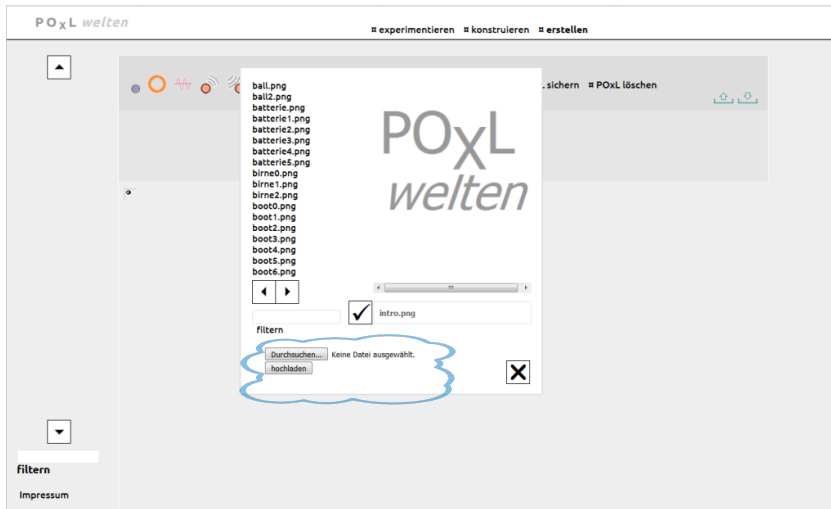 POXL welten
¤ experimentieren ¤ konstruieren ¤ erstellen
. sichern ¤ POxL löschen
ball.png
ball2.png
batterie.png
batterie1.png
batterie2.png
batterie3.png
batterie4.png
batterie5.png
birne0.png
birne1.png
birne2.png
boot0.png
boot1.png
boot2.png
boot3.png
boot4.png
boot5.png
boot6.png
POXL
welten
intro.png
filtern
Durchsuchen... Keine Datei ausgewählt.
hochladen
filtern
Impressum